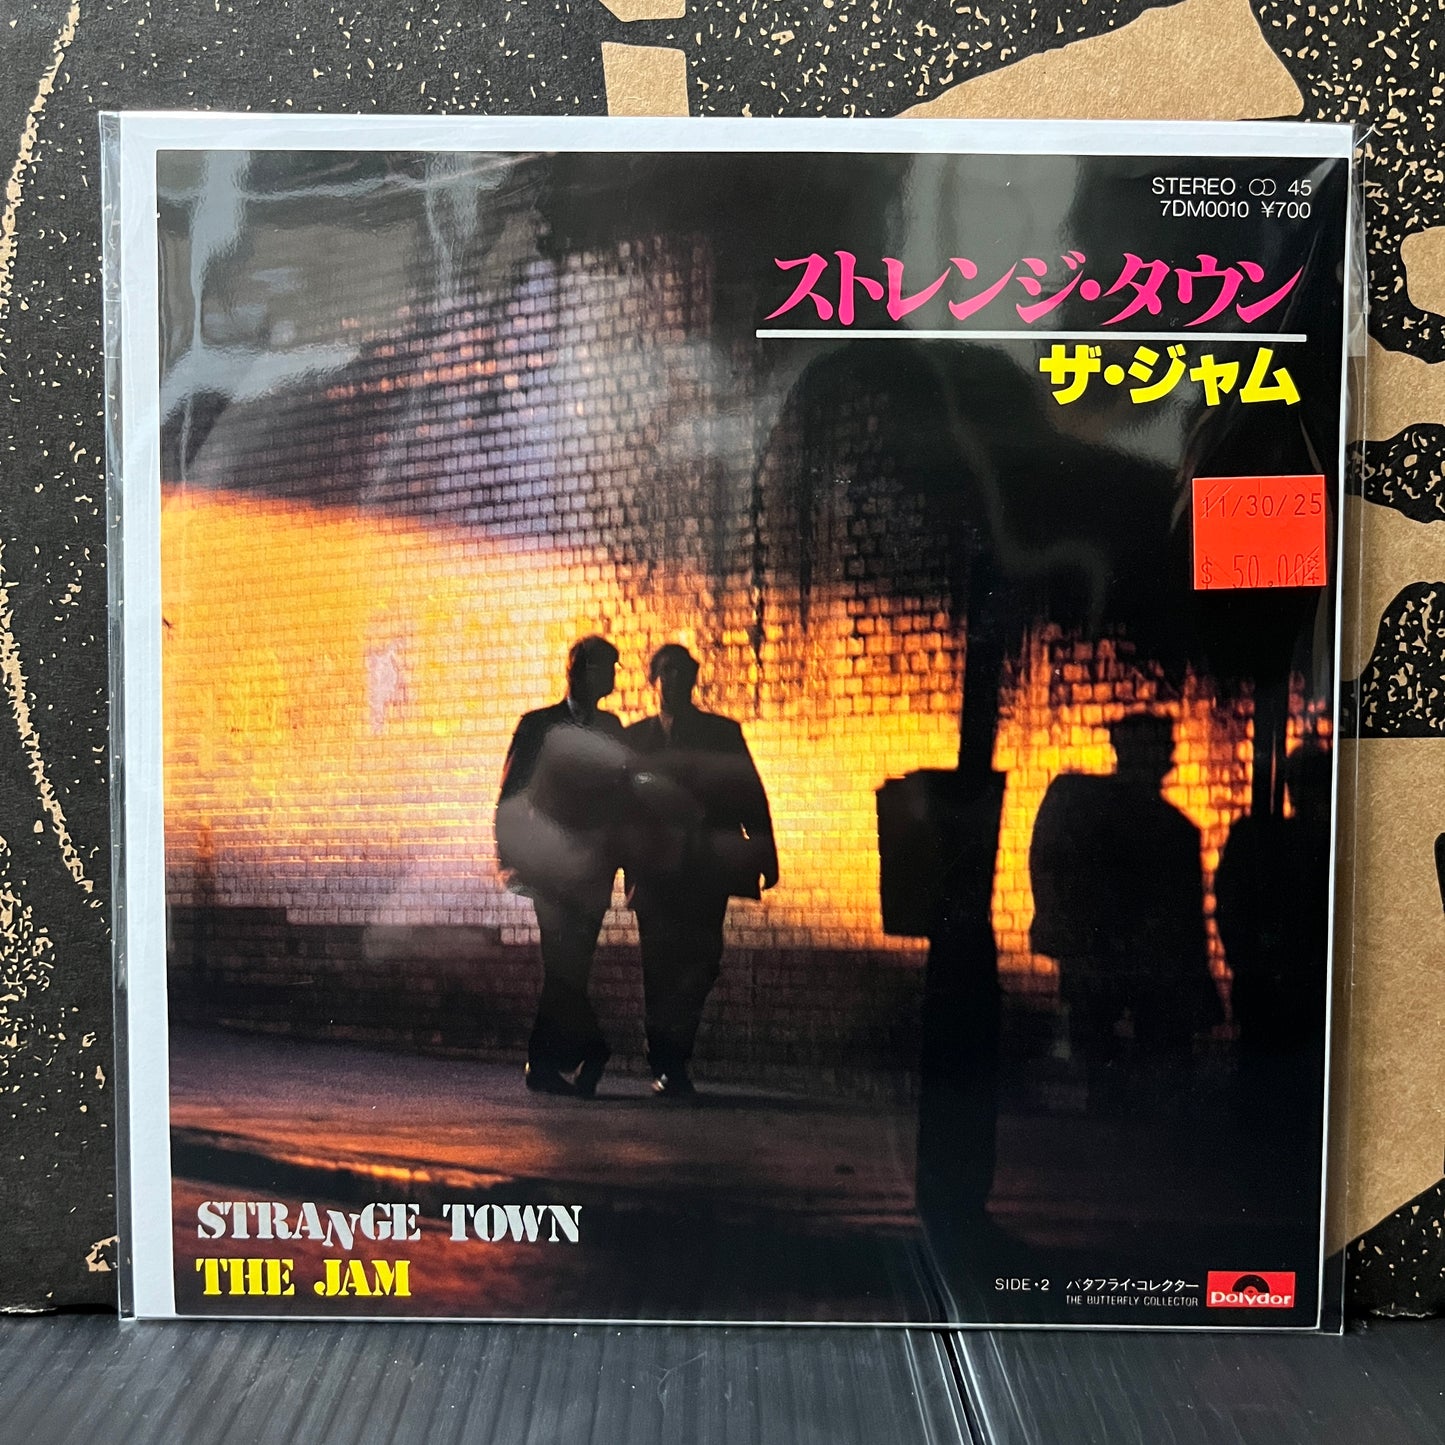 STEREO ○○ 45
7DM0010 ¥700
ストレンジ・タウン
ザ・ジャム
11/30/25
$ 50.00
STRANGE TOWN
THE JAM
SIDE・2 バタフライ・コレクター
THE BUTTERFLY COLLECTOR
polydor